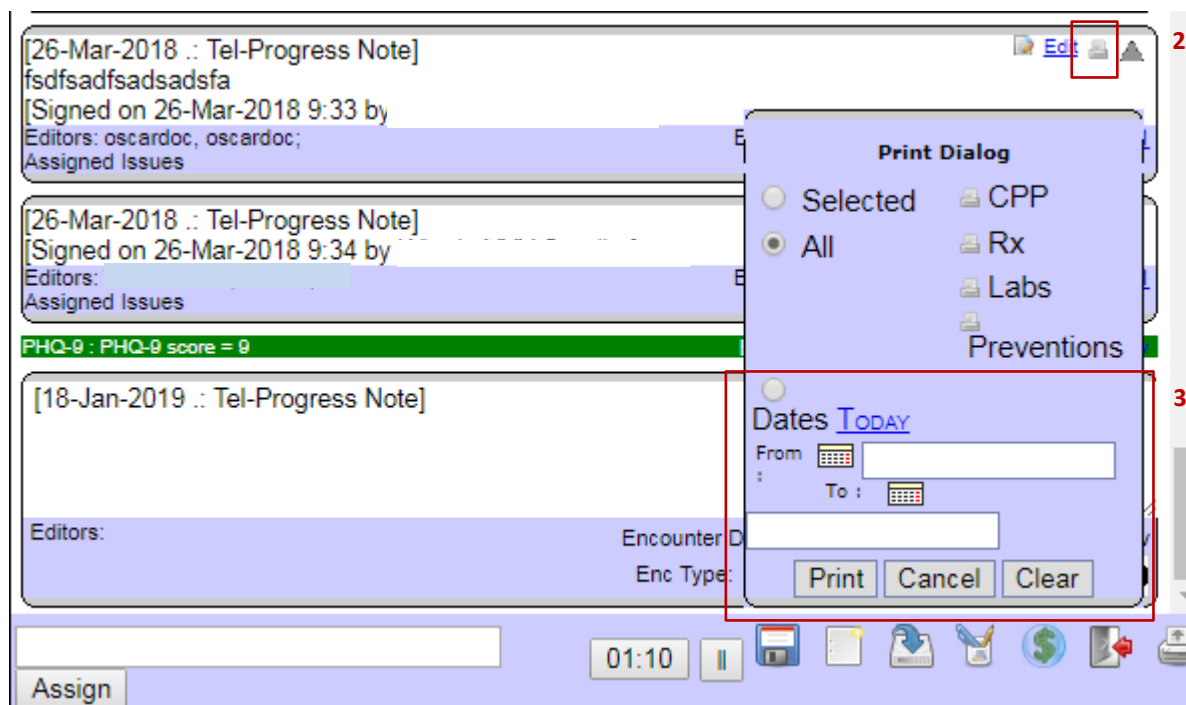 [26-Mar-2018 .: Tel-Progress Note]
Edit
2
fsdfsadfsadsadsfa
[Signed on 26-Mar-2018 9:33 by
Editors: oscardoc, oscardoc;
E
Assigned Issues
[26-Mar-2018 .: Tel-Progress Note]
[Signed on 26-Mar-2018 9:34 by
Editors:
E
Assigned Issues
PHQ-9 : PHQ-9 score = 9
[18-Jan-2019 .: Tel-Progress Note]
Editors:
Encounter D
Enc Type:
Print Dialog
Selected
CPP
All
Rx
Labs
Preventions
3
Dates TODAY
From :
To :
Print Cancel Clear
01:10
Assign